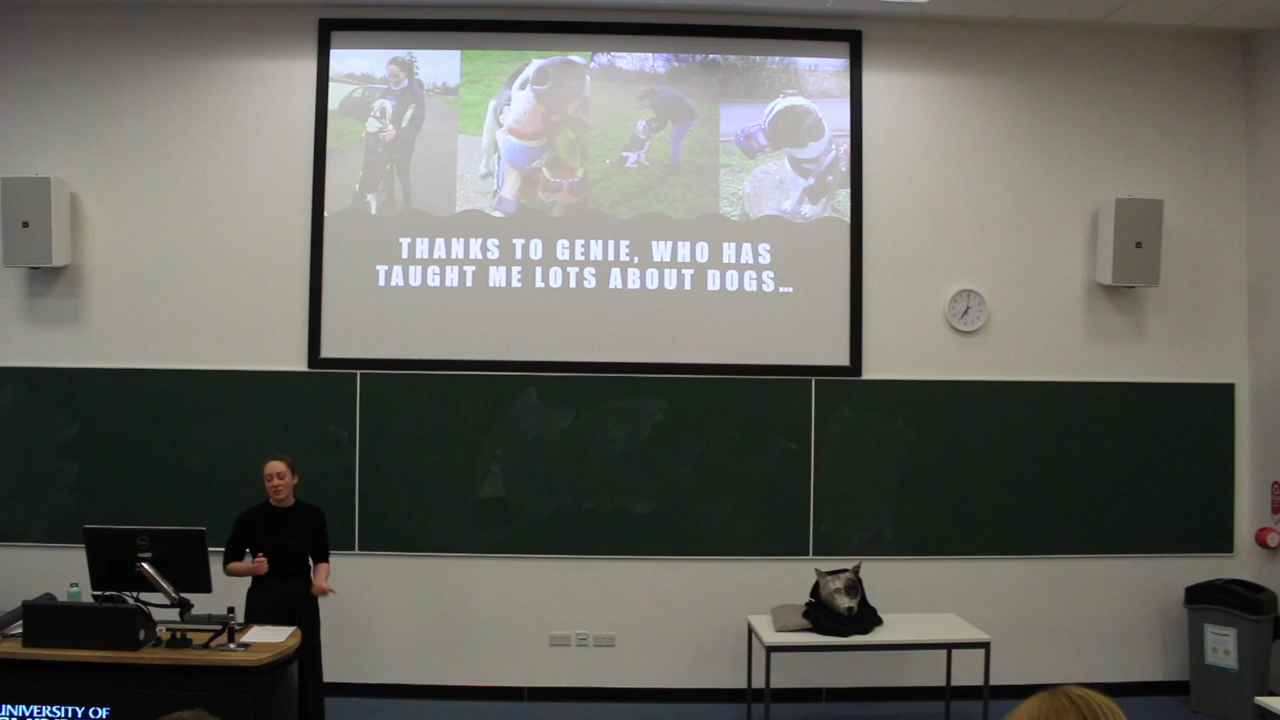 THANKS TO GENIE, WHO HAS
TAUGHT ME LOTS ABOUT DOGS...
UNIVERSITY OF